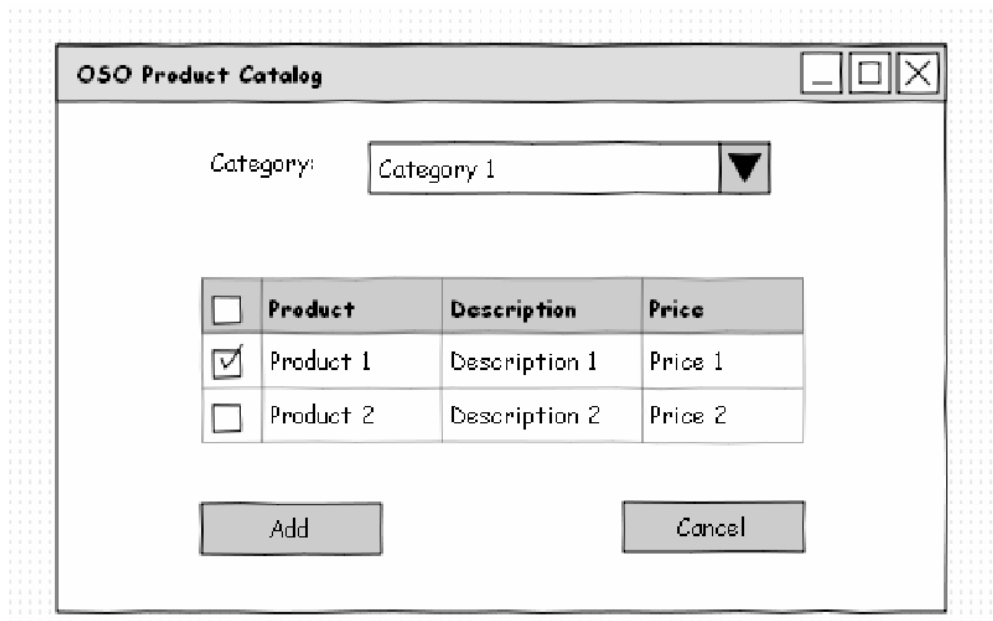 OSO Product Catalog
Category:
Category 1
Product Description Price
Product 1 Description 1 Price 1
Product 2 Description 2 Price 2
Add
Cancel